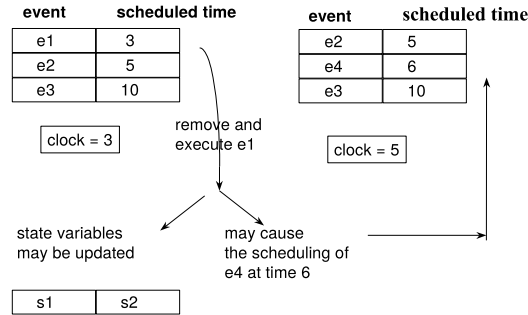 event scheduled time
e1 3
e2 5
e3 10
clock = 3
remove and
execute e1
state variables
may be updated
s1 s2
may cause
the scheduling of
e4 at time 6
event scheduled time
e2 5
e4 6
e3 10
clock = 5